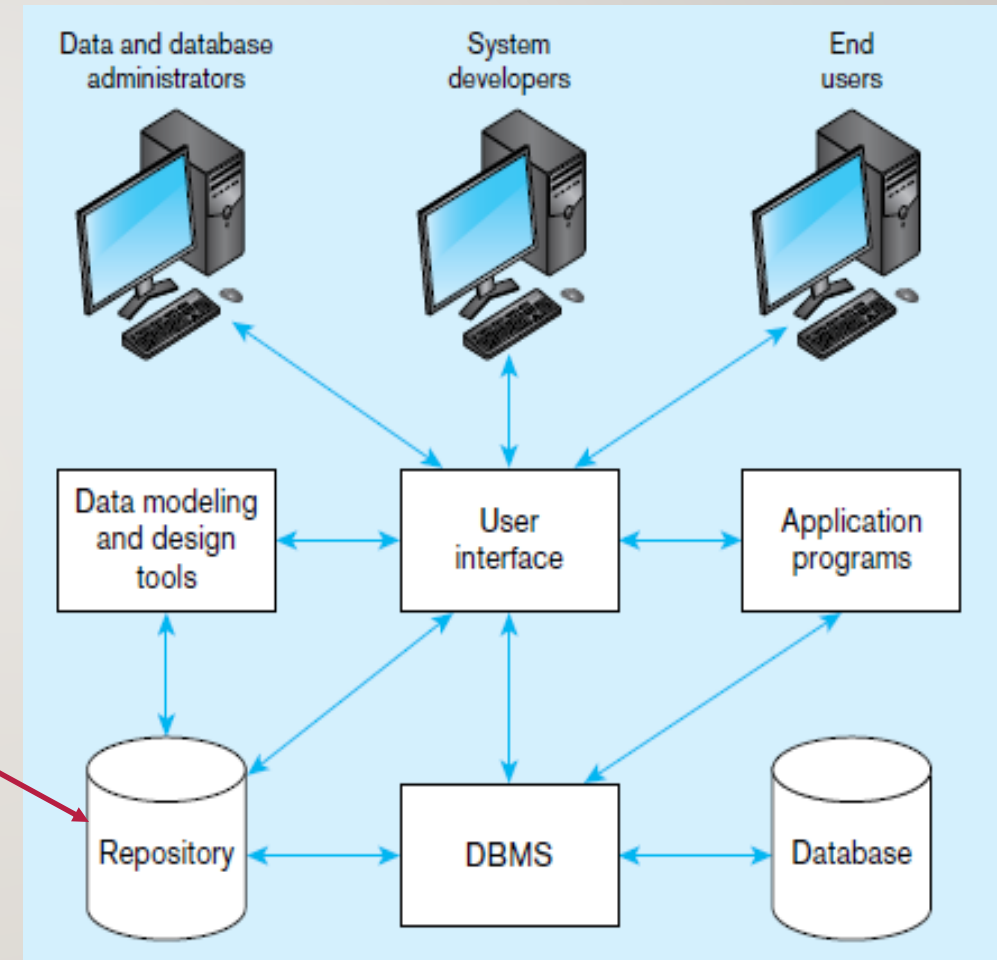 Data and database
administrators
System
developers
End
users
Data modeling
and design
tools
User
interface
Application
programs
Repository
DBMS
Database